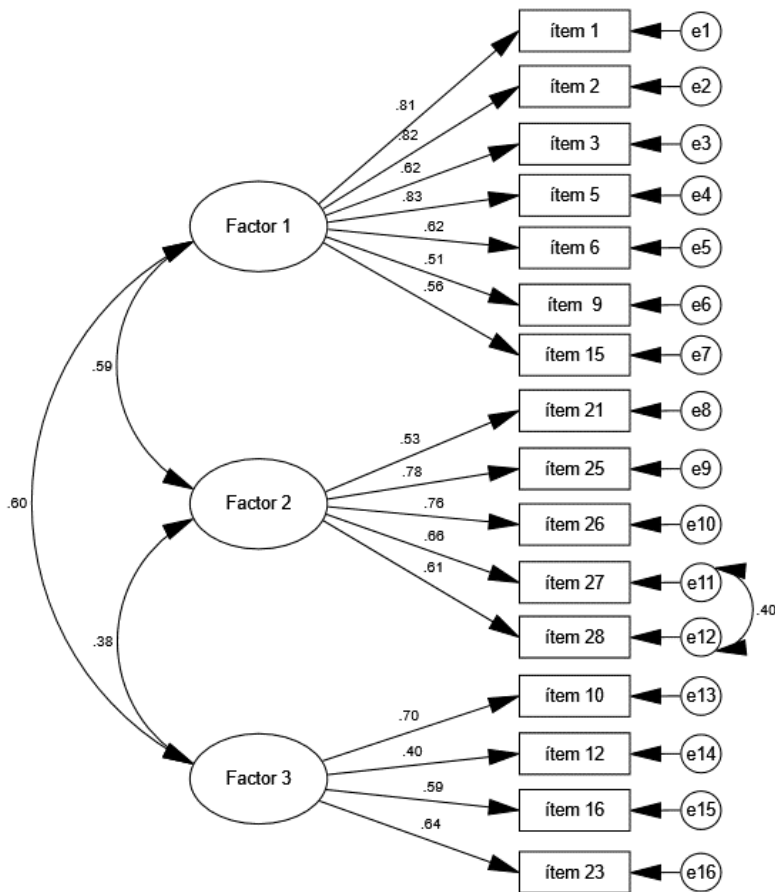 ítem 1
e1
ítem 2
e2
ítem 3
e3
ítem 5
e4
ítem 6
e5
ítem 9
e6
ítem 15
e7
.81
.82
.62
.83
.62
.51
.56
Factor 1
.59
ítem 21
e8
ítem 25
e9
ítem 26
e10
ítem 27
e11
ítem 28
e12
.53
.78
.76
.66
.61
.40
Factor 2
.60
.38
ítem 10
e13
ítem 12
e14
ítem 16
e15
ítem 23
e16
.70
.40
.59
.64
Factor 3